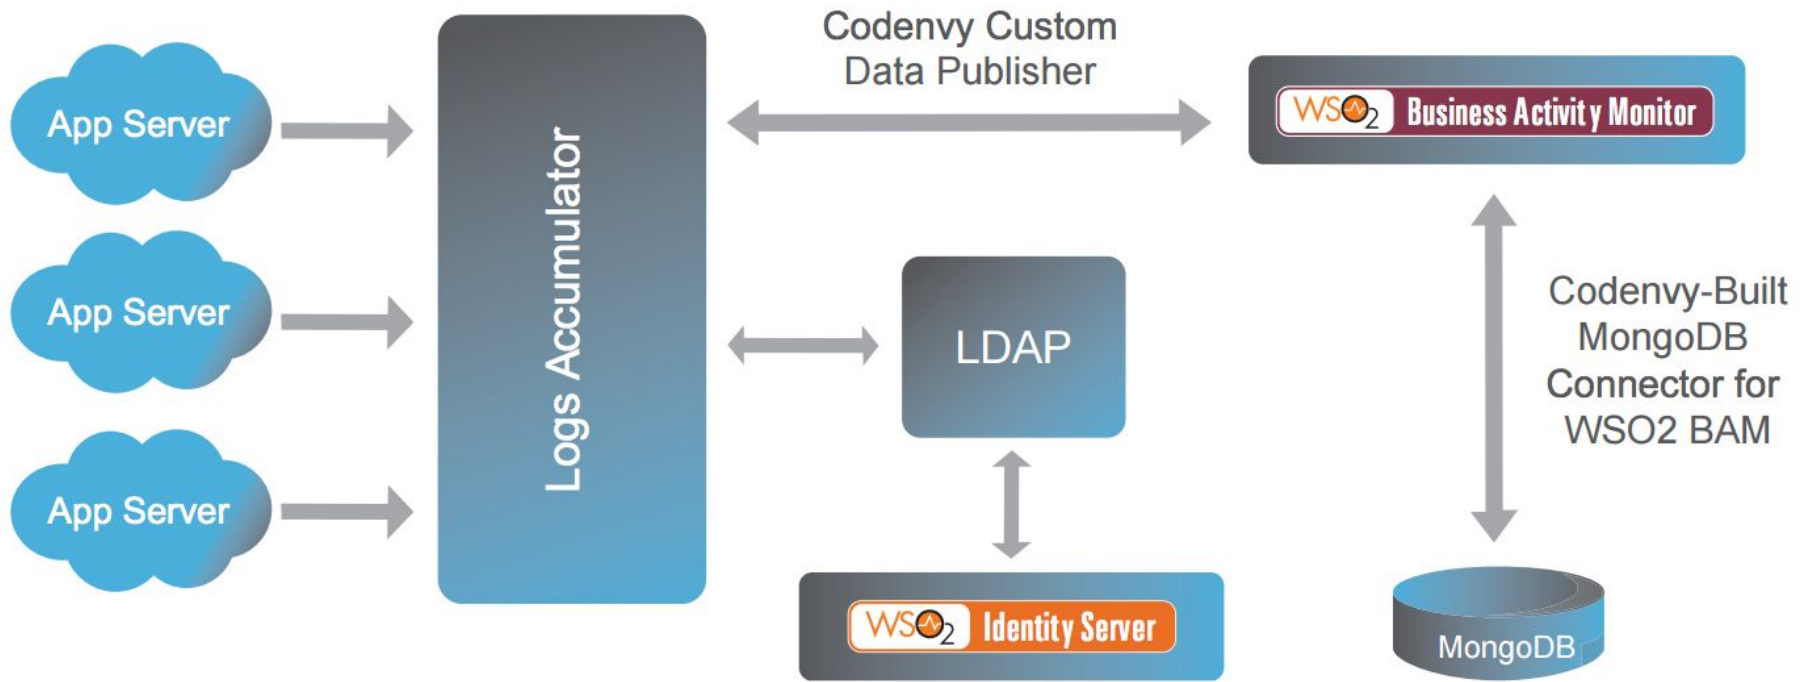 Codenvy Custom
Data Publisher
App Server
WSO2 Business Activity Monitor
Logs Accumulator
App Server
LDAP
Codenvy-Built
MongoDB
Connector for
WSO2 BAM
App Server
WSO2 Identity Server
MongoDB